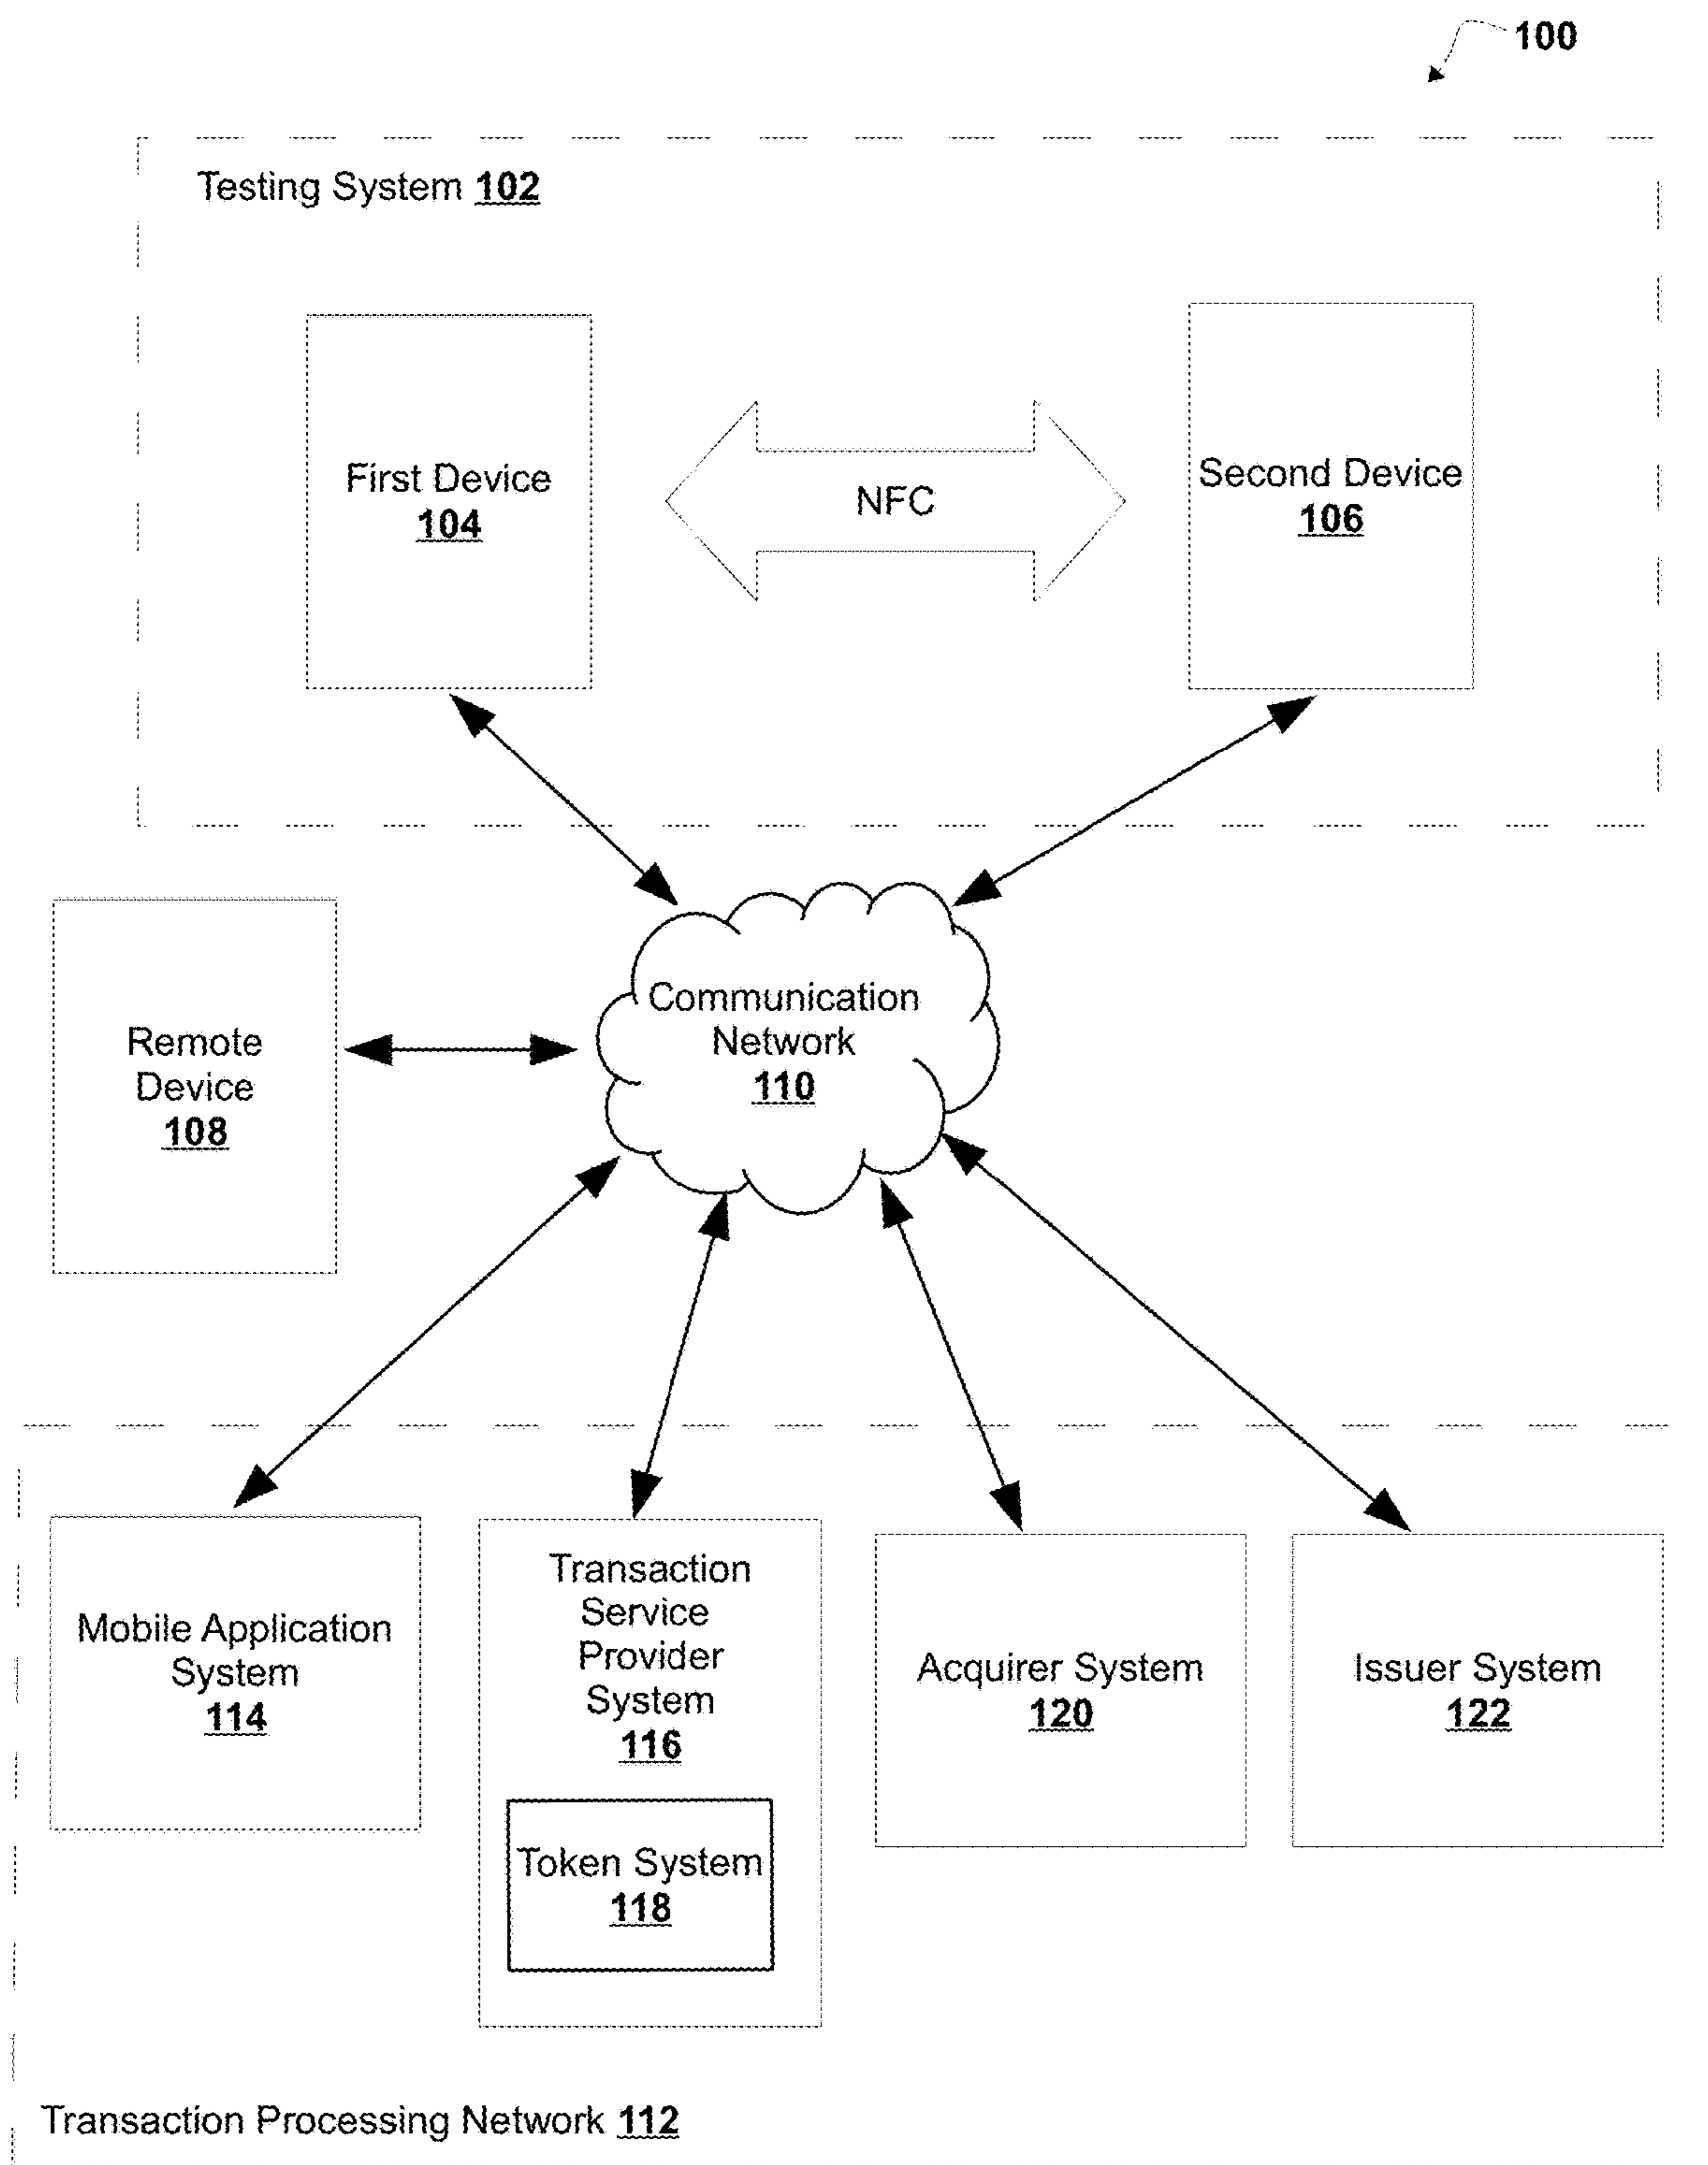 100
Testing System 102
First Device
104
NFC
Second Device
106
Communication
Network
110
Remote
Device
108
Mobile Application
System
114
Transaction
Service
Provider
System
116
Token System
118
Acquirer System
120
Issuer System
122
Transaction Processing Network 112